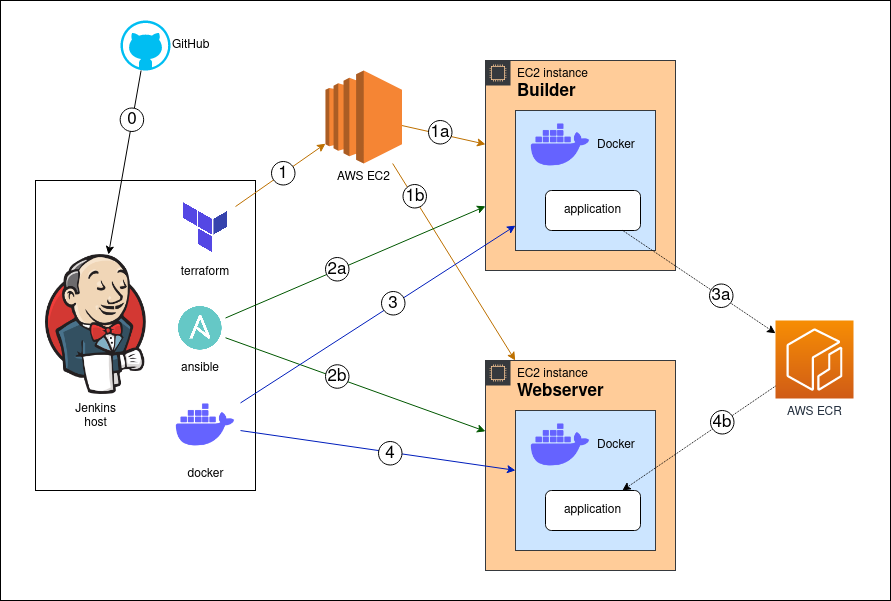 GitHub
0
EC2 instance
Builder
Docker
application
1
1a
AWS EC2
1b
terraform
2a
3
3a
ansible
2b
EC2 instance
Webserver
Docker
application
AWS ECR
4b
Jenkins
host
docker
4